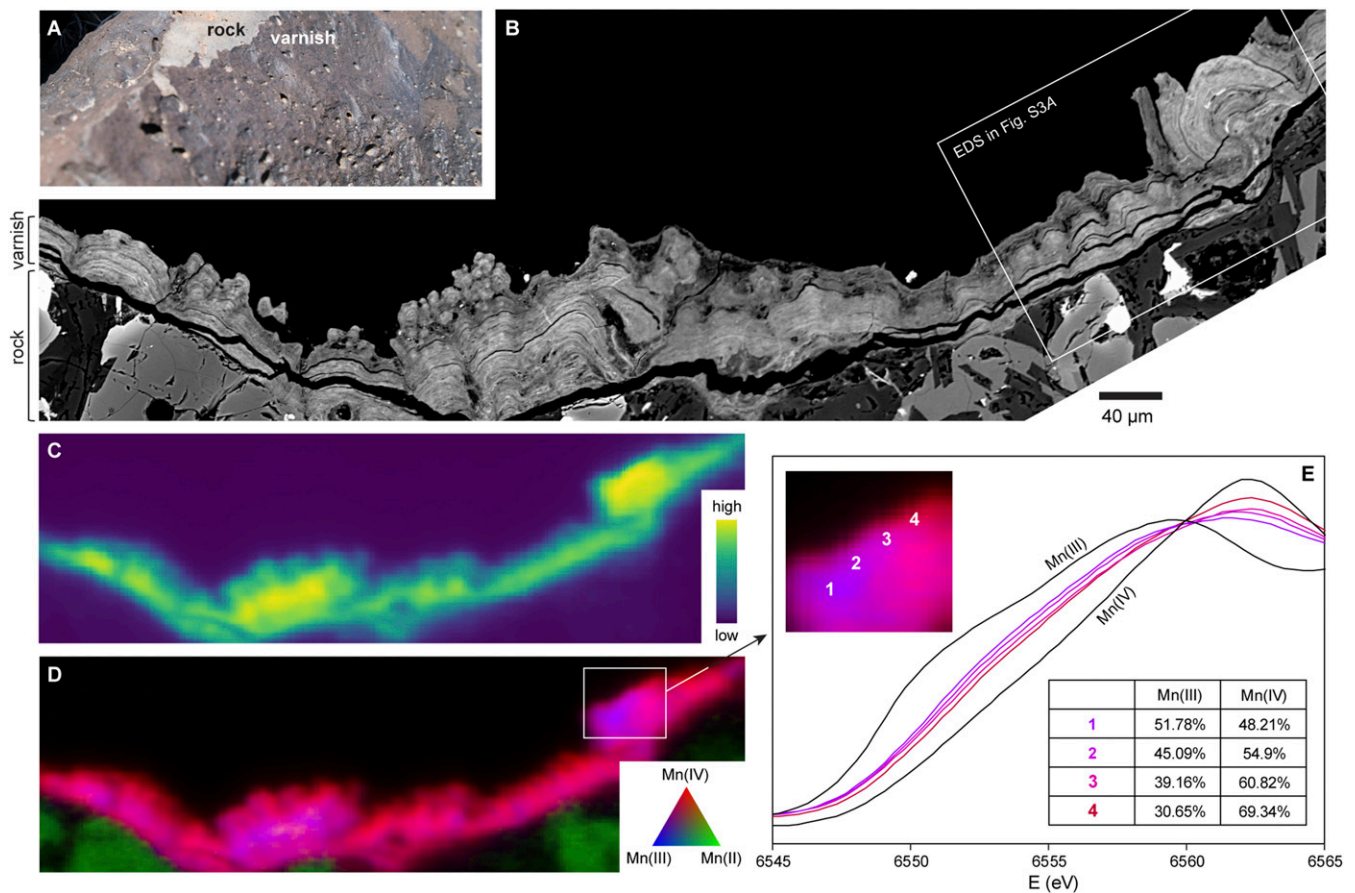 A
rock
varnish
B
EDS in Fig. S3A
varnish
rock
40 µm
C
high
low
D
Mn(IV)
Mn(III) Mn(II)
E
1
2
3
4
Mn(III)
Mn(IV)
Mn(III) Mn(IV)
1 51.78% 48.21%
2 45.09% 54.9%
3 39.16% 60.82%
4 30.65% 69.34%
6545 6550 6555 6560 6565
E (eV)